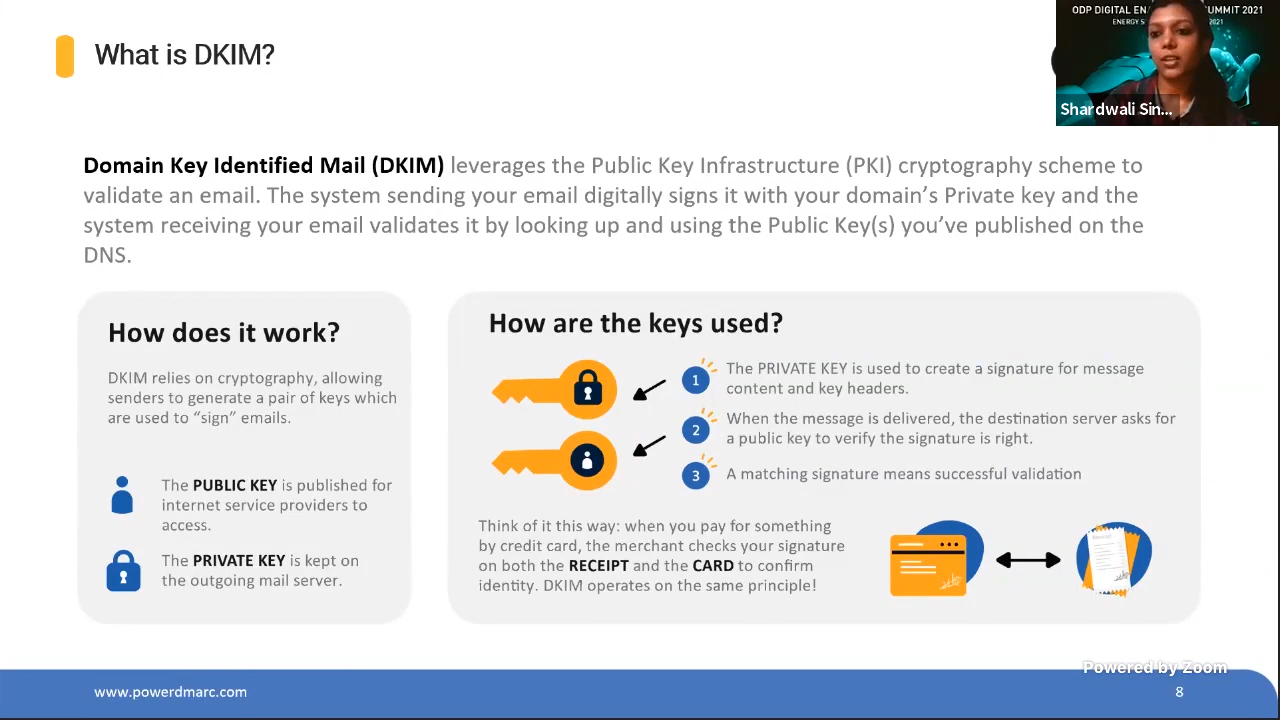 What is DKIM?
ODP DIGITAL EN SUMMIT 2021
ENERGY S 2021
Shardwali Sin...
Domain Key Identified Mail (DKIM) leverages the Public Key Infrastructure (PKI) cryptography scheme to
validate an email. The system sending your email digitally signs it with your domain’s Private key and the
system receiving your email validates it by looking up and using the Public Key(s) you’ve published on the
DNS.
How does it work?
DKIM relies on cryptography, allowing
senders to generate a pair of keys which
are used to “sign” emails.
The PUBLIC KEY is published for
internet service providers to
access.
The PRIVATE KEY is kept on
the outgoing mail server.
How are the keys used?
1 The PRIVATE KEY is used to create a signature for message
content and key headers.
2 When the message is delivered, the destination server asks for
a public key to verify the signature is right.
3 A matching signature means successful validation
Think of it this way: when you pay for something
by credit card, the merchant checks your signature
on both the RECEIPT and the CARD to confirm
identity. DKIM operates on the same principle!
Powered by Zoom
www.powerdmarc.com
8